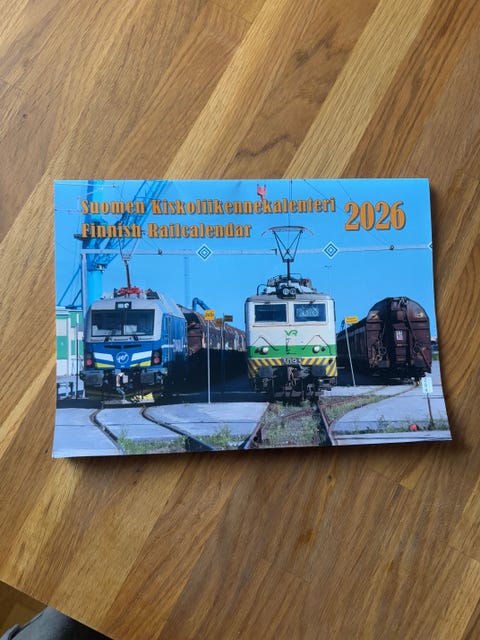 Suomen Kiskoliikennekalenteri
Finnish Railcalendar
2026
VR